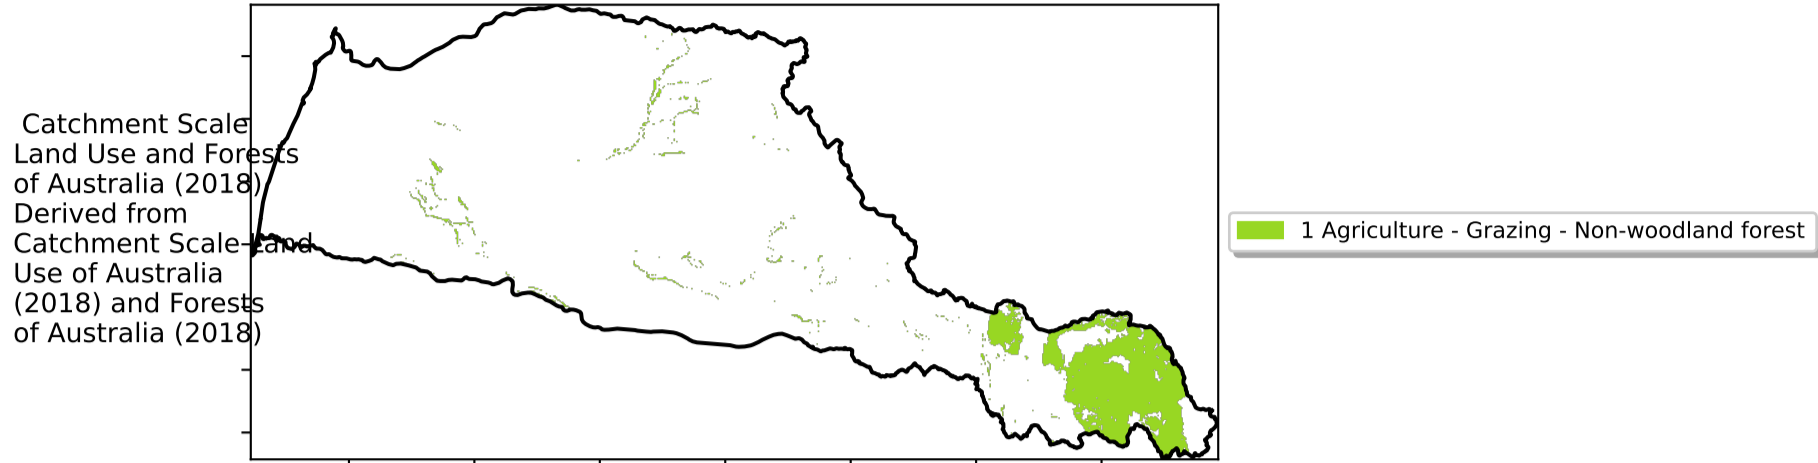 Catchment Scale
Land Use and Forests
of Australia (2018)
Derived from
Catchment Scale Land
Use of Australia
(2018) and Forests
of Australia (2018)
1 Agriculture - Grazing - Non-woodland forest